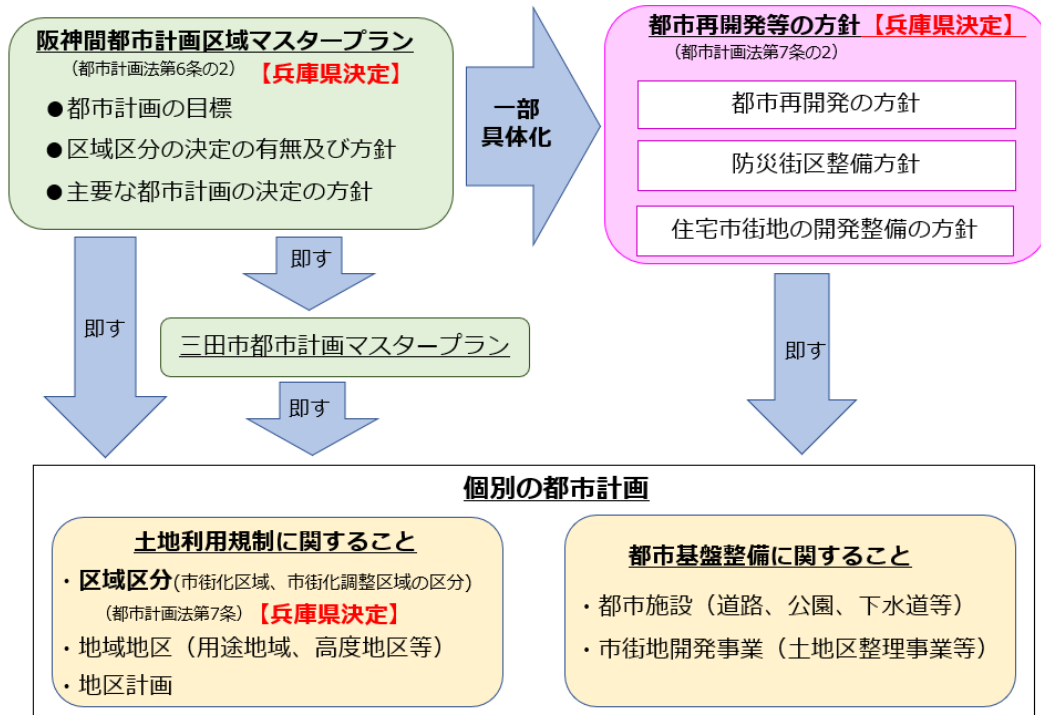 阪神間都市計画区域マスタープラン
(都市計画法第6条の2) 【兵庫県決定】
●都市計画の目標
●区域区分の決定の有無及び方針
●主要な都市計画の決定の方針
一部
具体化
都市再開発等の方針【兵庫県決定】
(都市計画法第7条の2)
都市再開発の方針
防災街区整備方針
住宅市街地の開発整備の方針
即す
即す
三田市都市計画マスタープラン
即す
即す
個別の都市計画
土地利用規制に関すること
・区域区分(市街化区域、市街化調整区域の区分)
(都市計画法第7条) 【兵庫県決定】
・地域地区（用途地域、高度地区等）
・地区計画
都市基盤整備に関すること
・都市施設（道路、公園、下水道等）
・市街地開発事業（土地区整理事業等）